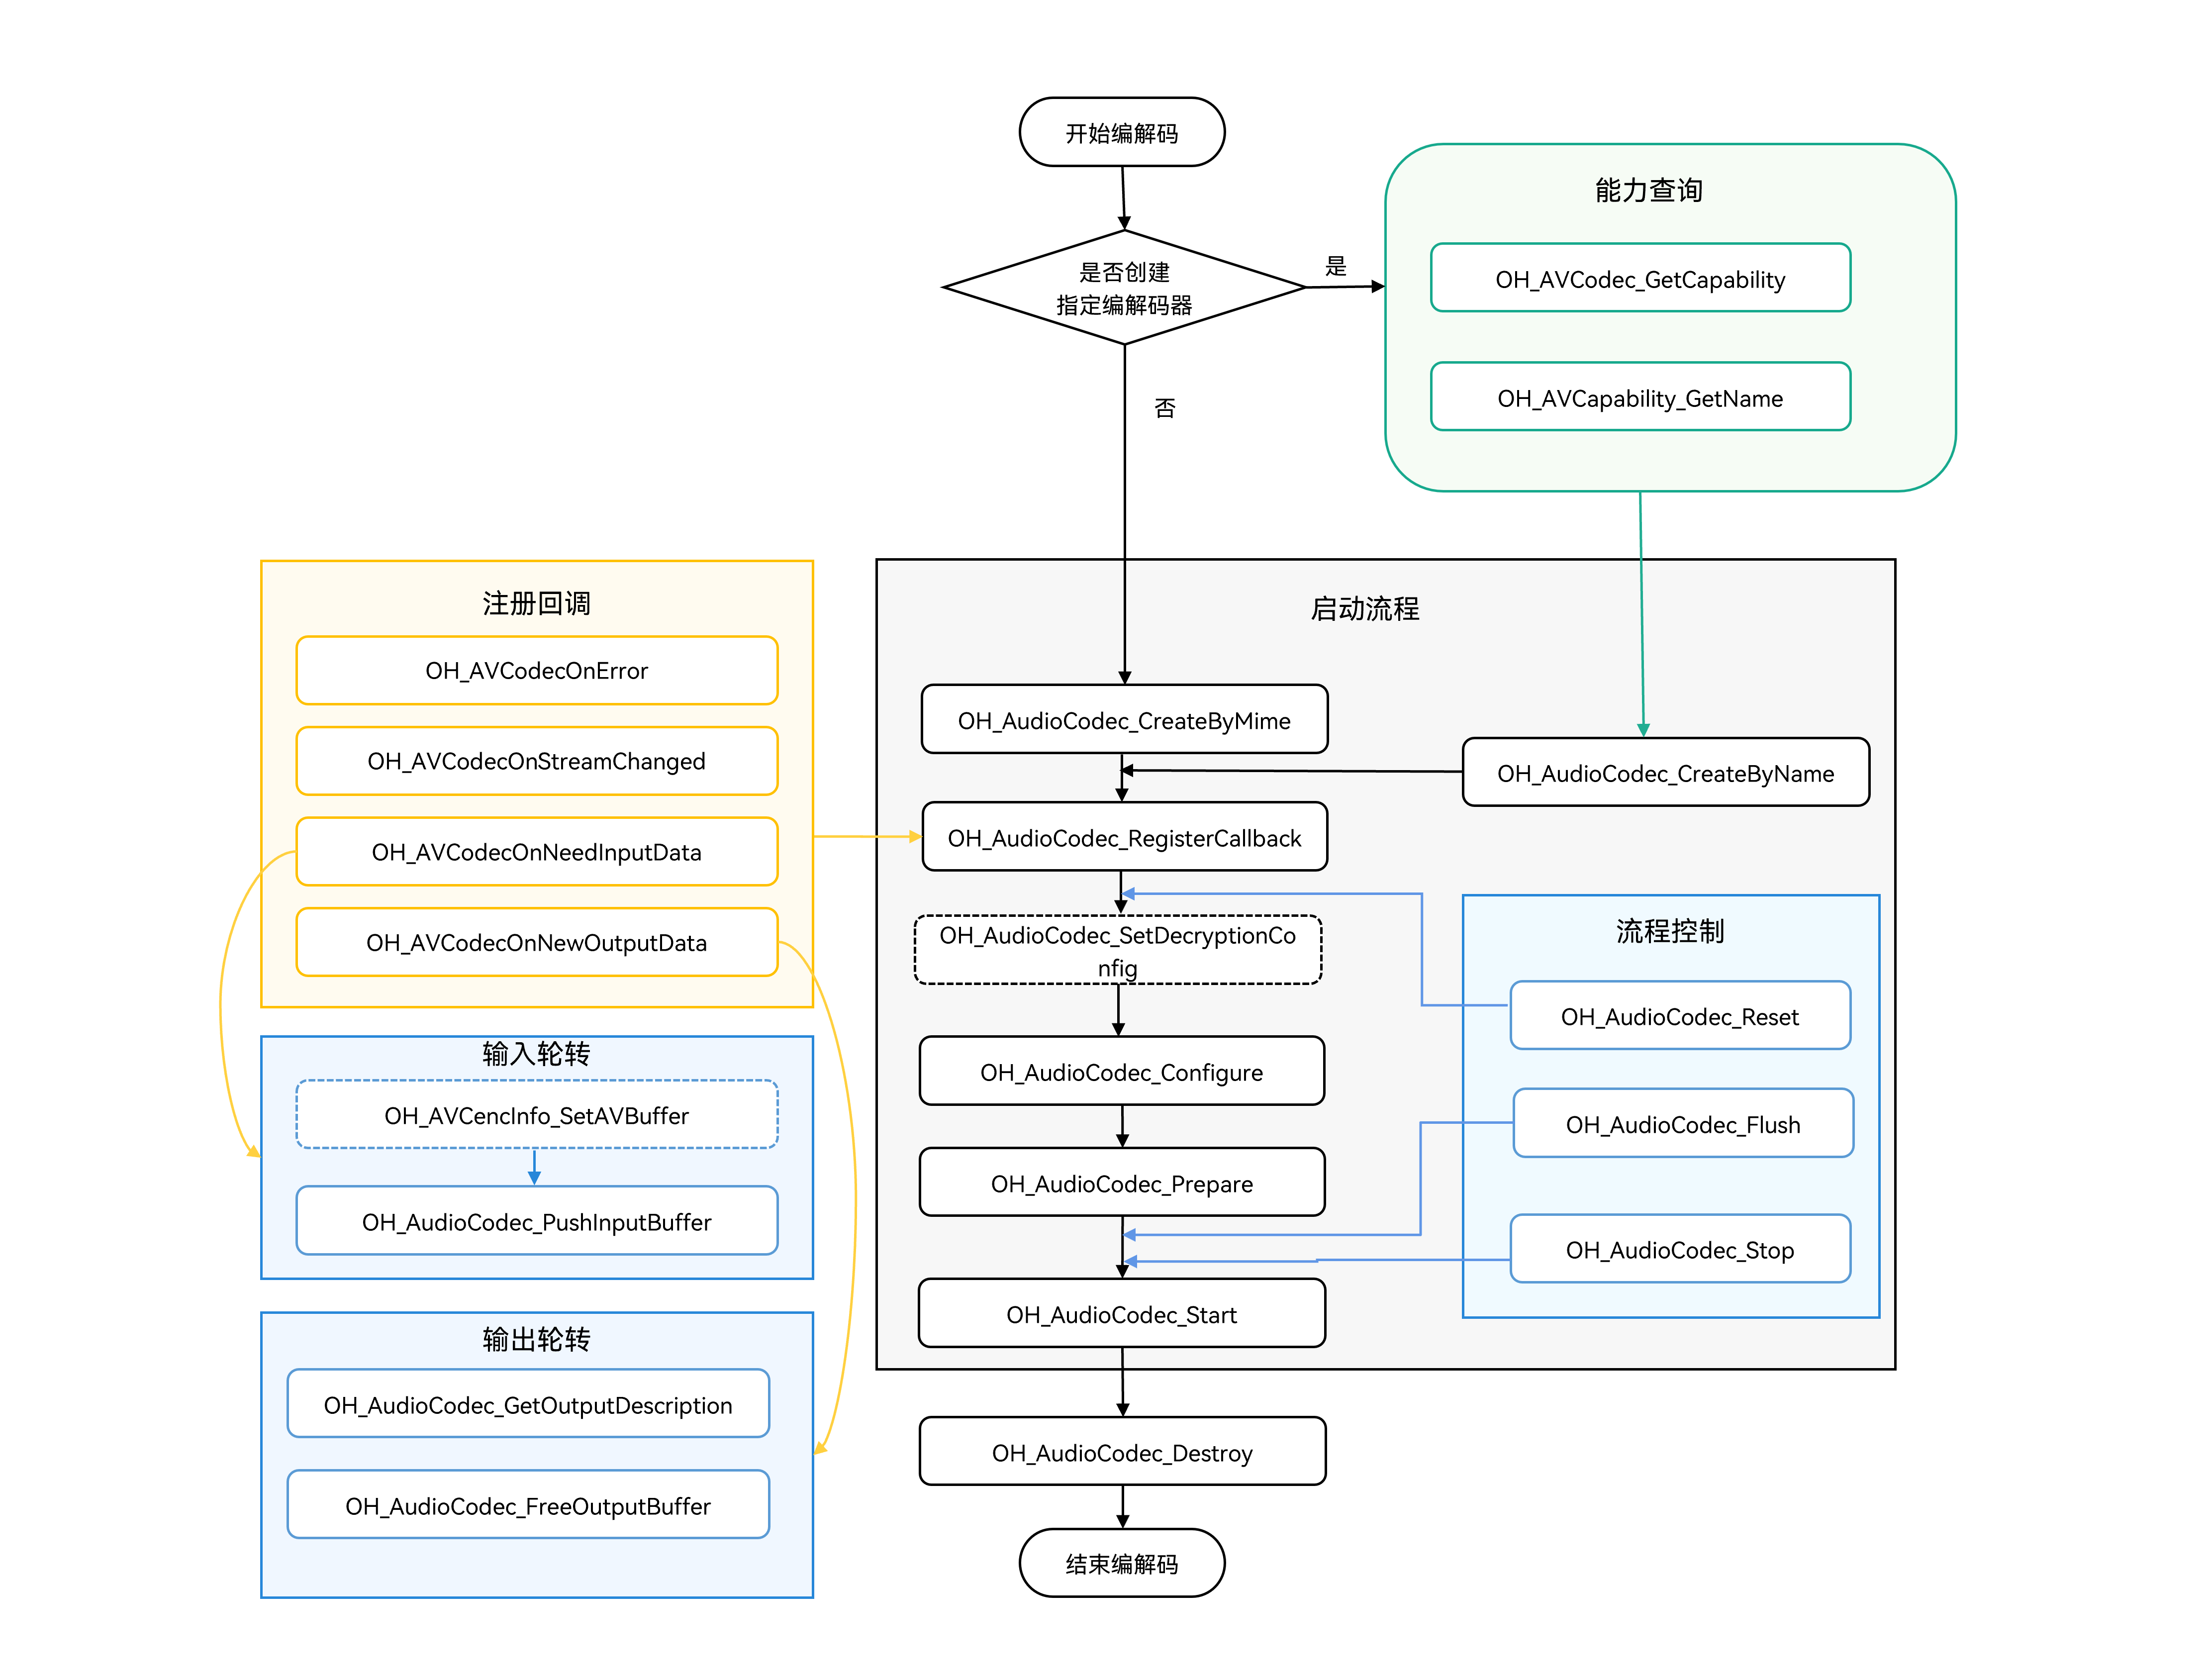 开始编解码
是否创建
指定编解码器
是
否
能力查询
OH_AVCodec_GetCapability
OH_AVCapability_GetName
注册回调
OH_AVCodecOnError
OH_AVCodecOnStreamChanged
OH_AVCodecOnNeedInputData
OH_AVCodecOnNewOutputData
输入轮转
OH_AVCencInfo_SetAVBuffer
OH_AudioCodec_PushInputBuffer
输出轮转
OH_AudioCodec_GetOutputDescription
OH_AudioCodec_FreeOutputBuffer
启动流程
OH_AudioCodec_CreateByMime
OH_AudioCodec_CreateByName
OH_AudioCodec_RegisterCallback
OH_AudioCodec_SetDecryptionCo
nfig
OH_AudioCodec_Configure
OH_AudioCodec_Prepare
OH_AudioCodec_Start
流程控制
OH_AudioCodec_Reset
OH_AudioCodec_Flush
OH_AudioCodec_Stop
OH_AudioCodec_Destroy
结束编解码